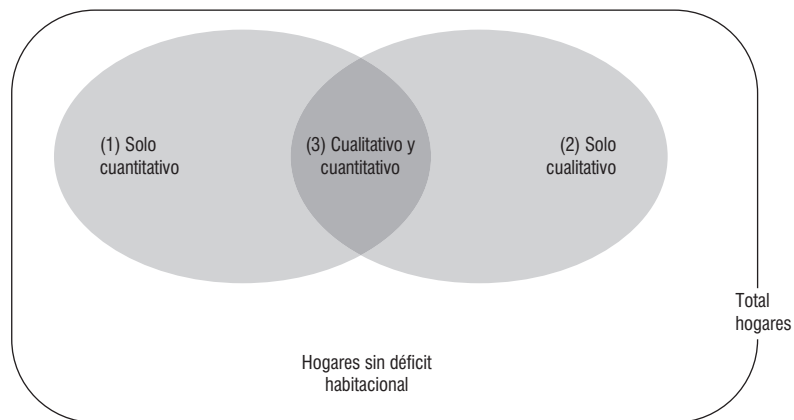 (1) Solo
cuantitativo
(3) Cualitativo y
cuantitativo
(2) Solo
cualitativo
Total
hogares
Hogares sin déficit
habitacional